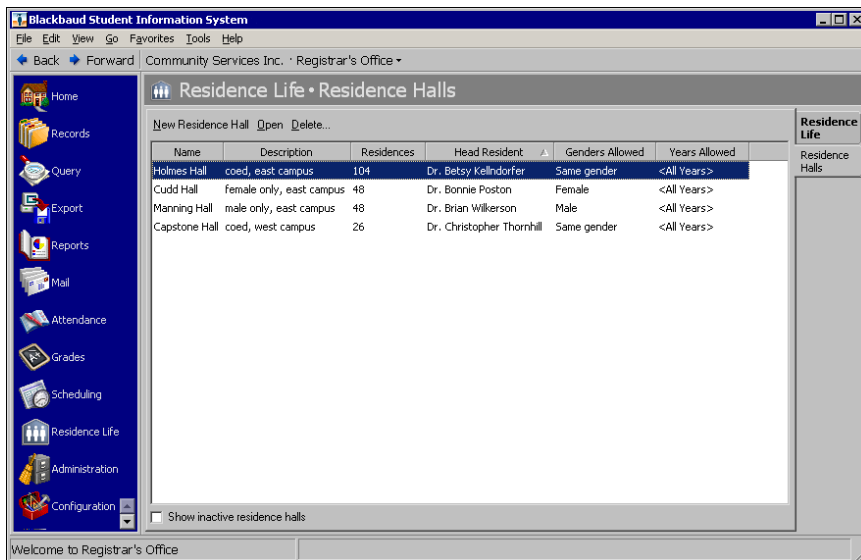 Blackbaud Student Information System
File Edit View Go Favorites Tools Help
Back Forward Community Services Inc. · Registrar's Office
Residence Life • Residence Halls
Home
Records
Query
Export
Reports
Mail
Attendance
Grades
Scheduling
Residence Life
Administration
Configuration
New Residence Hall Open Delete...
Name Description Residences Head Resident Genders Allowed Years Allowed
Holmes Hall coed, east campus 104 Dr. Betsy Kellndorfer Same gender <All Years>
Cudd Hall female only, east campus 48 Dr. Bonnie Poston Female <All Years>
Manning Hall male only, east campus 48 Dr. Brian Wilkerson Male <All Years>
Capstone Hall coed, west campus 26 Dr. Christopher Thornhill Same gender <All Years>
Show inactive residence halls
Residence
Life
Residence
Halls
Welcome to Registrar's Office